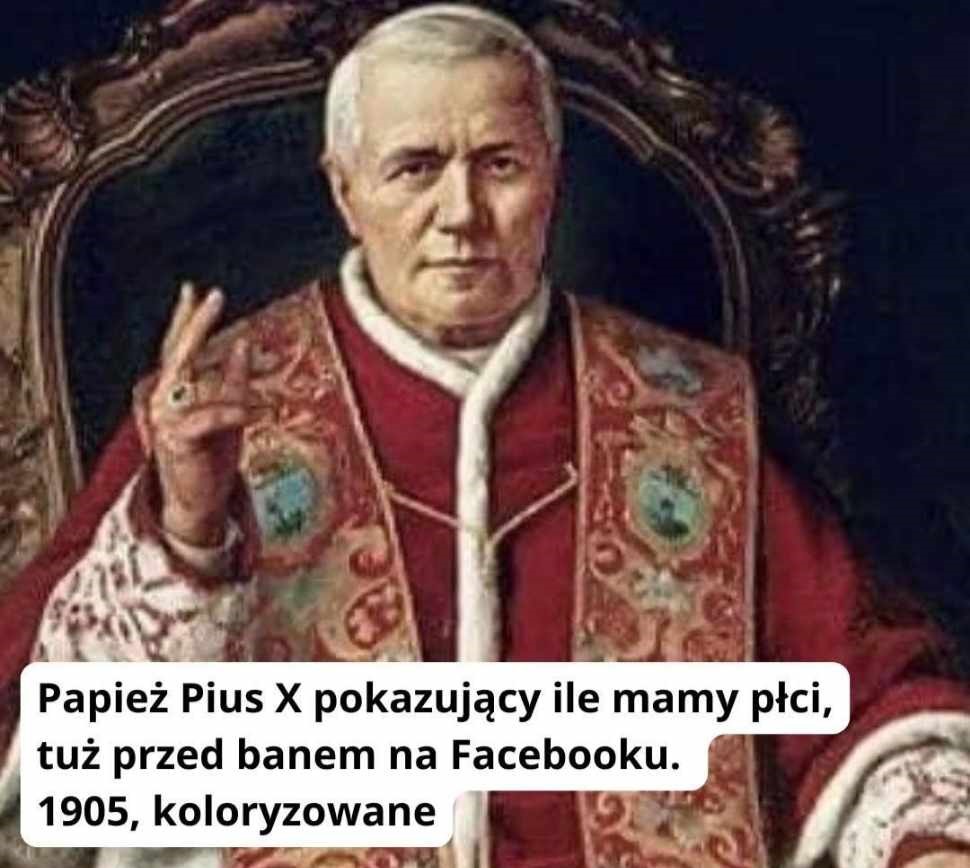 Papież Pius X pokazujący ile mamy płci,
tuż przed banem na Facebooku.
1905, koloryzowane